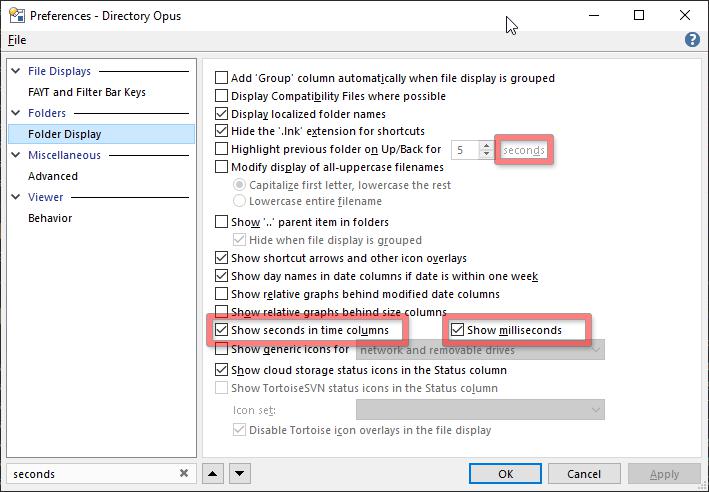 Preferences - Directory Opus
File
File Displays
FAYT and Filter Bar Keys
Folders
Folder Display
Miscellaneous
Advanced
Viewer
Behavior
Add 'Group' column automatically when file display is grouped
Display Compatibility Files where possible
Display localized folder names
Hide the '.lnk' extension for shortcuts
Highlight previous folder on Up/Back for 5 seconds
Modify display of all-uppercase filenames
Capitalize first letter, lowercase the rest
Lowercase entire filename
Show '..' parent item in folders
Hide when file display is grouped
Show shortcut arrows and other icon overlays
Show day names in date columns if date is within one week
Show relative graphs behind modified date columns
Show relative graphs behind size columns
Show seconds in time columns Show milliseconds
Show generic icons for network and removable drives
Show cloud storage status icons in the Status column
Show TortoiseSVN status icons in the Status column
Icon set:
Disable Tortoise icon overlays in the file display
seconds
OK Cancel Apply